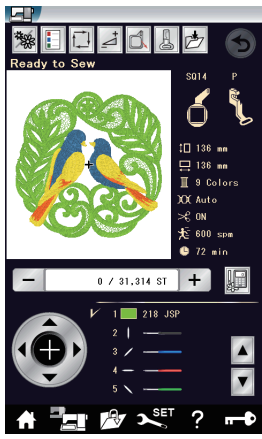 Ready to Sew
SQ14 P
136 mm
136 mm
9 Colors
Auto
ON
600 spm
72 min
− 0 / 31,314 ST +
1 218 JSP
2
3
4
5
SET
?